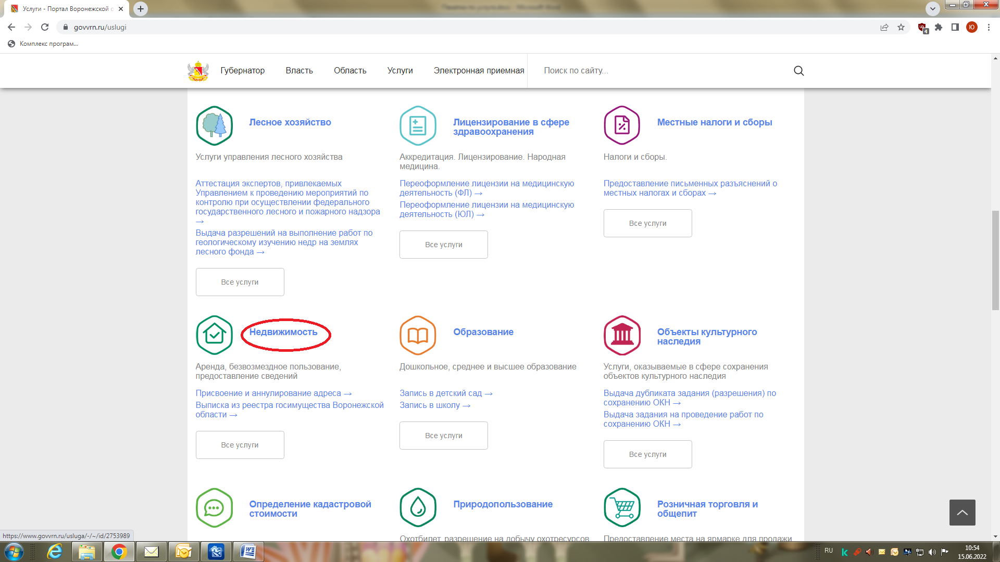 Услуги - Портал Воронежской о
govvrn.ru/uslugi
4
Ю
Комплекс програм...
Губернатор
Власть
Область
Услуги
Электронная приемная
Поиск по сайту...
Лесное хозяйство
Услуги управления лесного хозяйства
Аттестация экспертов, привлекаемых
Управлением к проведению мероприятий по
контролю при осуществлении федерального
государственного лесного и пожарного надзора
→
Выдача разрешений на выполнение работ по
геологическому изучению недр на землях
лесного фонда →
Все услуги
Лицензирование в сфере
здравоохранения
Аккредитация. Лицензирование. Народная
медицина.
Переоформление лицензии на медицинскую
деятельность (ФЛ) →
Переоформление лицензии на медицинскую
деятельность (ЮЛ) →
Все услуги
Местные налоги и сборы
Налоги и сборы.
Предоставление письменных разъяснений о
местных налогах и сборах →
Все услуги
Недвижимость
Аренда, безвозмездное пользование,
предоставление сведений
Присвоение и аннулирование адреса →
Выписка из реестра госимущества Воронежской
области →
Все услуги
Образование
Дошкольное, среднее и высшее образование
Запись в детский сад →
Запись в школу →
Все услуги
Объекты культурного
наследия
Услуги, оказываемые в сфере сохранения
объектов культурного наследия
Выдача дубликата задания (разрешения) по
сохранению ОКН →
Выдача задания на проведение работ по
сохранению ОКН →
Все услуги
Определение кадастровой
стоимости
Природопользование
Охотбилет, разрешение на добычу охотресурсов
Розничная торговля и
общепит
Предоставление места на ярмарке для продажи
https://www.govvrn.ru/usluga/-/~/id/2753989
RU
10:54
15.06.2022